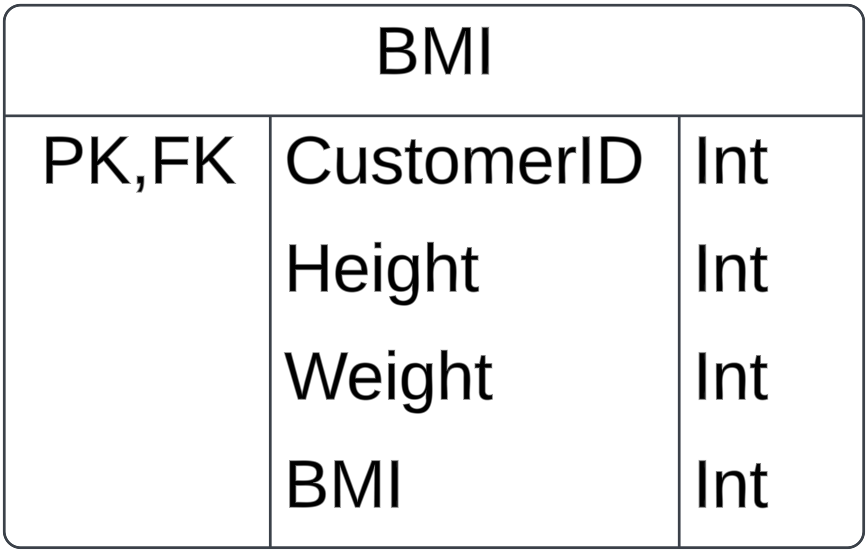 BMI
PK,FK CustomerID Int
Height Int
Weight Int
BMI Int